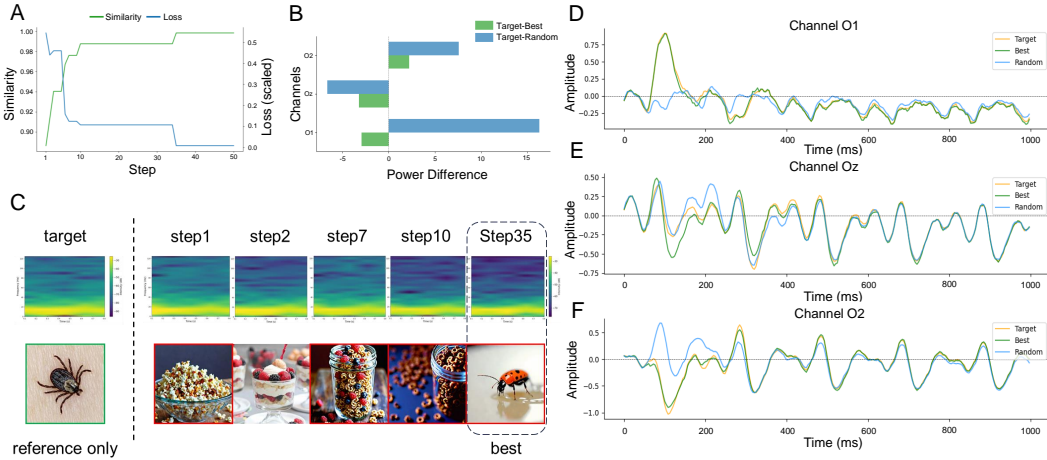 A
Similarity
Loss
1.00
0.98
0.96
0.94
0.92
0.90
Similarity
0.5
0.4
0.3
0.2
0.1
0.0
Loss (scaled)
1
10
20
30
40
50
Step
B
Target-Best
Target-Random
O2
Oz
O1
Channels
-5
0
5
10
15
Power Difference
C
target
step1
step2
step7
step10
Step35
reference only
best
D
Channel O1
Target
Best
Random
0.75
0.50
0.25
0.00
−0.25
Amplitude
0
200
400
600
800
1000
Time (ms)
E
Channel Oz
Target
Best
Random
0.50
0.25
0.00
−0.25
−0.50
−0.75
Amplitude
0
200
400
600
800
1000
Time (ms)
F
Channel O2
Target
Best
Random
0.5
0.0
−0.5
−1.0
Amplitude
0
200
400
600
800
1000
Time (ms)